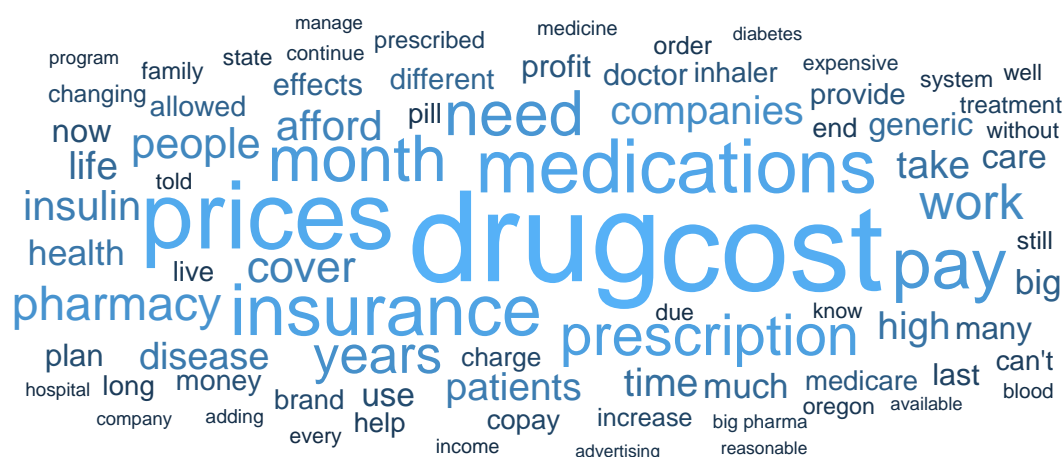 manage
program state continue prescribed medicine order diabetes
family effects different profit doctor inhaler expensive system well
changing allowed afford pill need companies provide treatment
now people month medications end generic without
life told take care
insulin prices drug cost work
health live cover pay still big
pharmacy insurance prescription due know high many
plan disease years charge can't
hospital long money use patients time much medicare last blood
company adding brand help copay increase big pharma oregon available
every income advertising reasonable